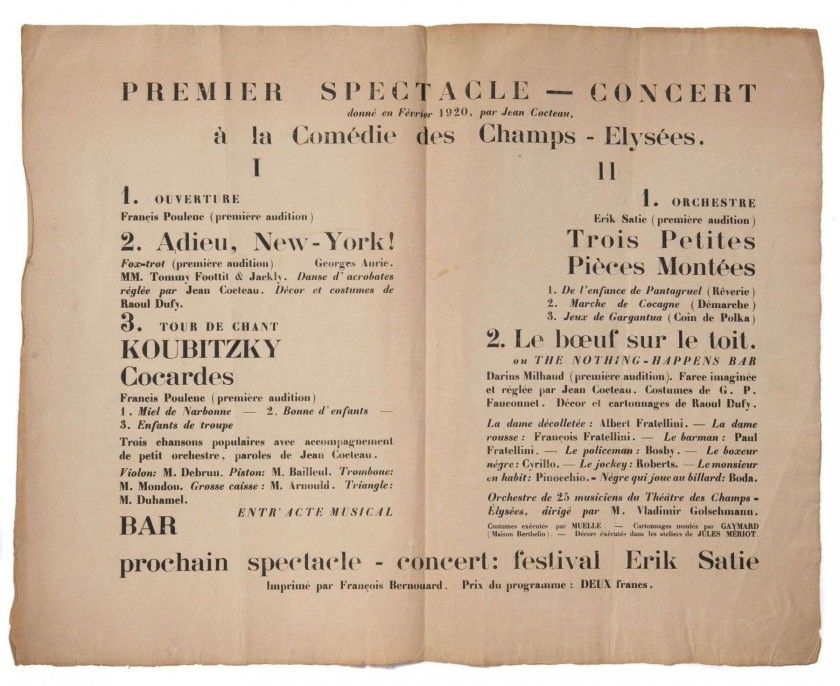 PREMIER SPECTACLE — CONCERT
donné en Février 1920, par Jean Cocteau,
à la Comédie des Champs - Elysées.
I
1. OUVERTURE
Francis Poulenc (première audition)
2. Adieu, New-York!
Fox-trot (première audition) Georges Auric.
MM. Tommy Foottit & Jackly. Danse d'acrobates
réglée par Jean Cocteau. Décor et costumes de
Raoul Dufy.
3. TOUR DE CHANT
KOUBITZKY
Cocardes
Francis Poulenc (première audition)
1. Miel de Narbonne — 2. Bonne d'enfants —
3. Enfants de troupe
Trois chansons populaires avec accompagnement
de petit orchestre, paroles de Jean Cocteau.
Violon: M. Debrun. Piston: M. Bailleul. Trombone:
M. Mondou. Grosse caisse: M. Arnould. Triangle:
M. Duhamel.
ENTR'ACTE MUSICAL
BAR
II
1. ORCHESTRE
Erik Satie (première audition)
Trois Petites
Pièces Montées
1. De l'enfance de Pantagruel (Rêverie)
2. Marche de Cocagne (Démarche)
3. Jeux de Gargantua (Coin de Polka)
2. Le bœuf sur le toit.
ou THE NOTHING-HAPPENS BAR
Darius Milhaud (première audition). Farce imaginée
et réglée par Jean Cocteau. Costumes de G. P.
Fauconnet. Décor et cartonnages de Raoul Dufy.
La dame décolletée: Albert Fratellini. — La dame
rousse: François Fratellini. — Le barman: Paul
Fratellini. — Le policeman: Bosby. — Le boxeur
nègre: Cyrillo. — Le jockey: Roberts. — Le monsieur
en habit: Pinocchio. - Nègre qui joue au billard: Boda.
Orchestre de 25 musiciens du Théâtre des Champs-
Élysées, dirigé par M. Vladimir Golschmann.
Costumes exécutés par MUELLE. — Cartonnages moulés par GAYMARD
(Maison Berthelin) — Décors éxécutés dans les ateliers de JULES MÉRIOT.
prochain spectacle - concert: festival Erik Satie
Imprimé par François Bernouard. Prix du programme: DEUX francs.